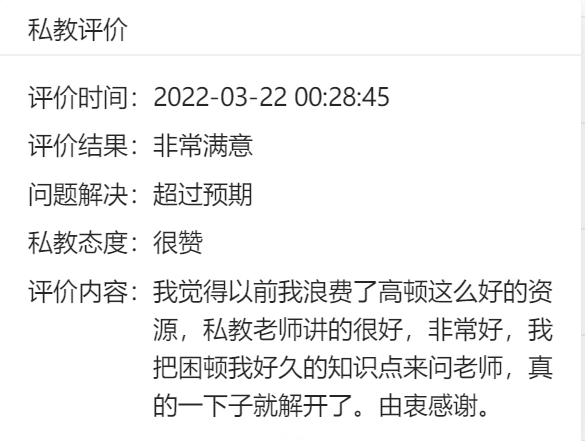 私教评价
评价时间：2022-03-22 00:28:45
评价结果：非常满意
问题解决：超过预期
私教态度：很赞
评价内容：我觉得以前我浪费了高顿这么好的资
源，私教老师讲的很好，非常好，我
把困顿我好久的知识点来问老师，真
的一下子就解开了。由衷感谢。